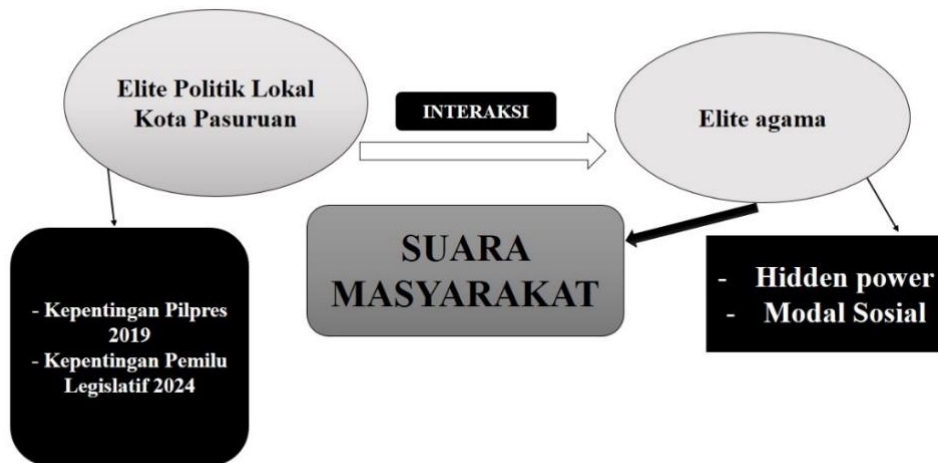 Elite Politik Lokal
Kota Pasuruan
INTERAKSI
Elite agama
SUARA
MASYARAKAT
- Kepentingan Pilpres
2019
- Kepentingan Pemilu
Legislatif 2024
- Hidden power
- Modal Sosial